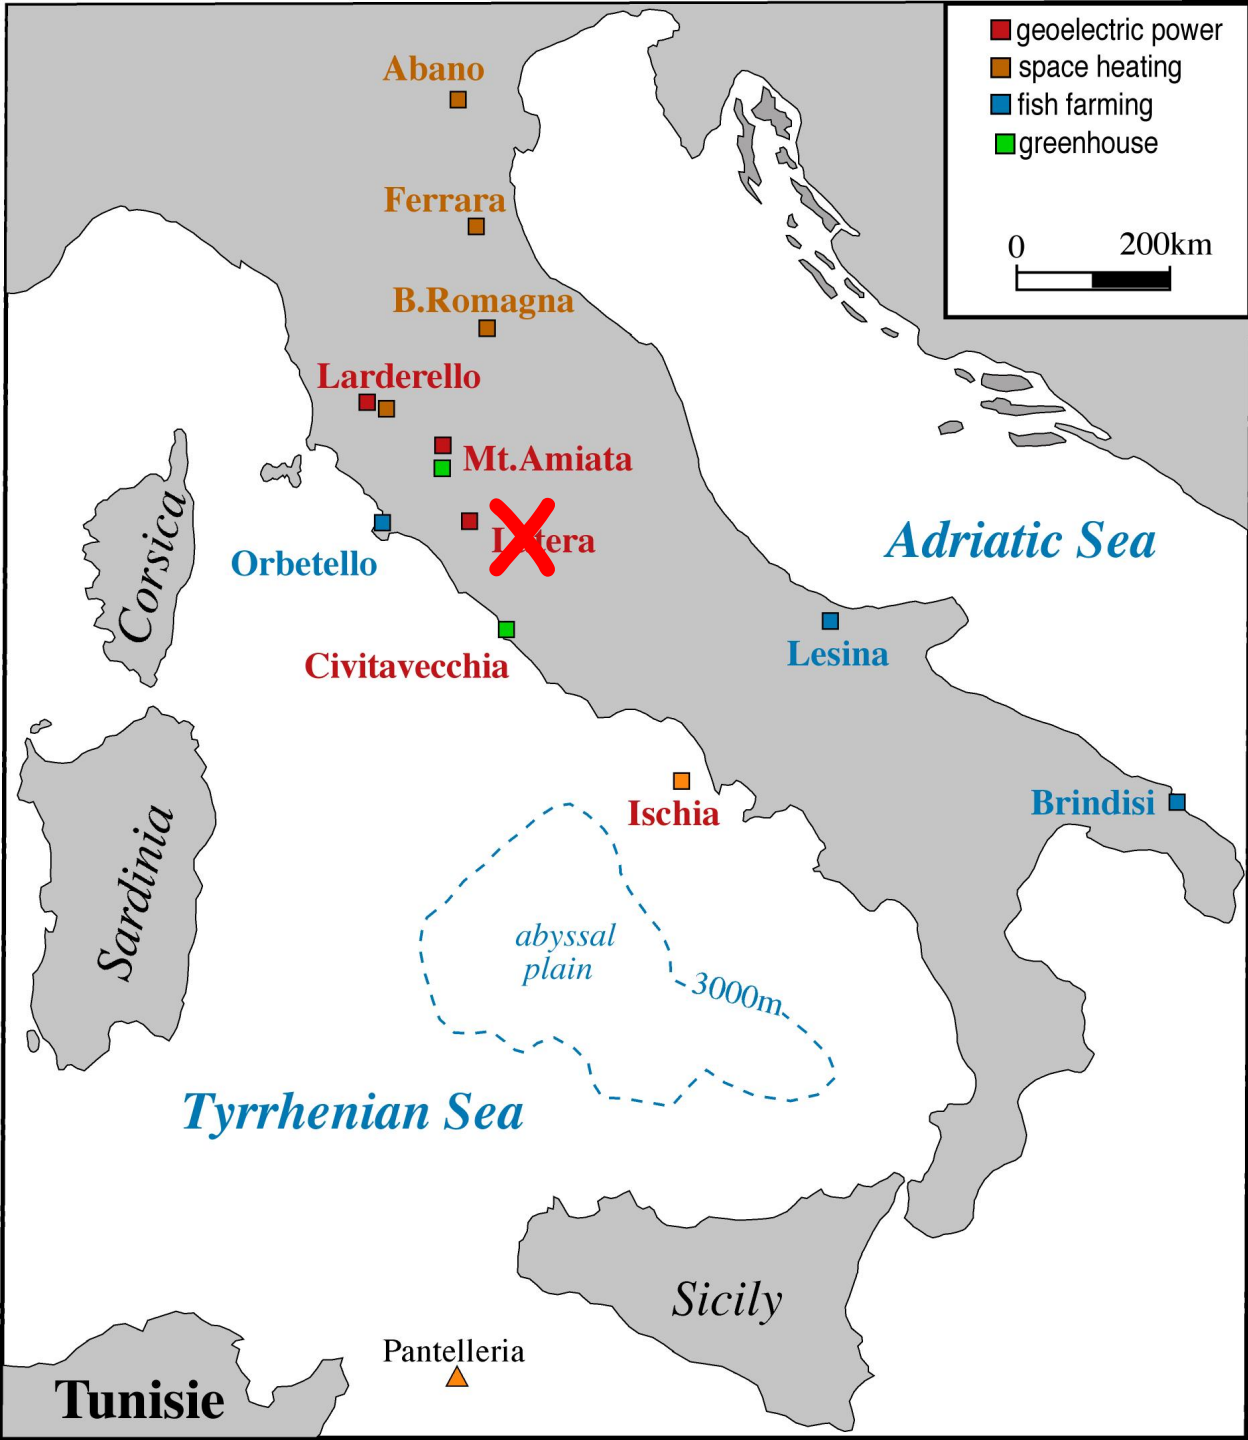 geoelectric power
space heating
fish farming
greenhouse
0 200km
Abano
Ferrara
B.Romagna
Larderello
Mt.Amiata
Orbetello
Civitavecchia
Corsica
Adriatic Sea
Lesina
Brindisi
Ischia
Sardinia
abyssal
plain
3000m
Tyrrhenian Sea
Sicily
Pantelleria
Tunisie